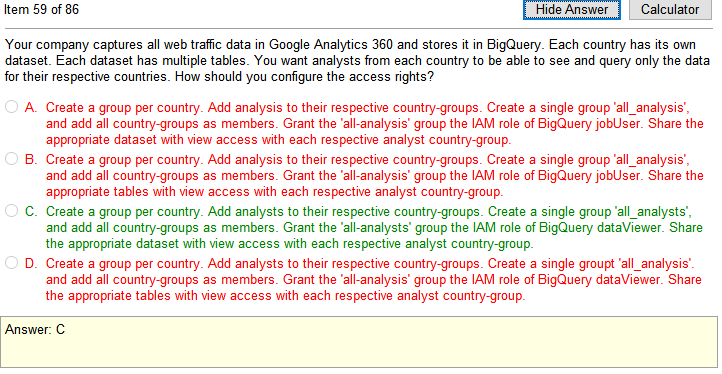 Item 59 of 86
Hide Answer
Calculator
Your company captures all web traffic data in Google Analytics 360 and stores it in BigQuery. Each country has its own
dataset. Each dataset has multiple tables. You want analysts from each country to be able to see and query only the data
for their respective countries. How should you configure the access rights?
A. Create a group per country. Add analysis to their respective country-groups. Create a single group 'all_analysis',
and add all country-groups as members. Grant the 'all-analysis' group the IAM role of BigQuery jobUser. Share the
appropriate dataset with view access with each respective analyst country-group.
B. Create a group per country. Add analysis to their respective country-groups. Create a single group 'all_analysis',
and add all country-groups as members. Grant the 'all-analysis' group the IAM role of BigQuery jobUser. Share the
appropriate tables with view access with each respective analyst country-group.
C. Create a group per country. Add analysts to their respective country-groups. Create a single group 'all_analysts',
and add all country-groups as members. Grant the 'all-analysts' group the IAM role of BigQuery dataViewer. Share
the appropriate dataset with view access with each respective analyst country-group.
D. Create a group per country. Add analysts to their respective country-groups. Create a single groupt 'all_analysis'.
and add all country-groups as members. Grant the 'all-analysis' group the IAM role of BigQuery dataViewer. Share
the appropriate tables with view access with each respective analyst country-group.
Answer: C